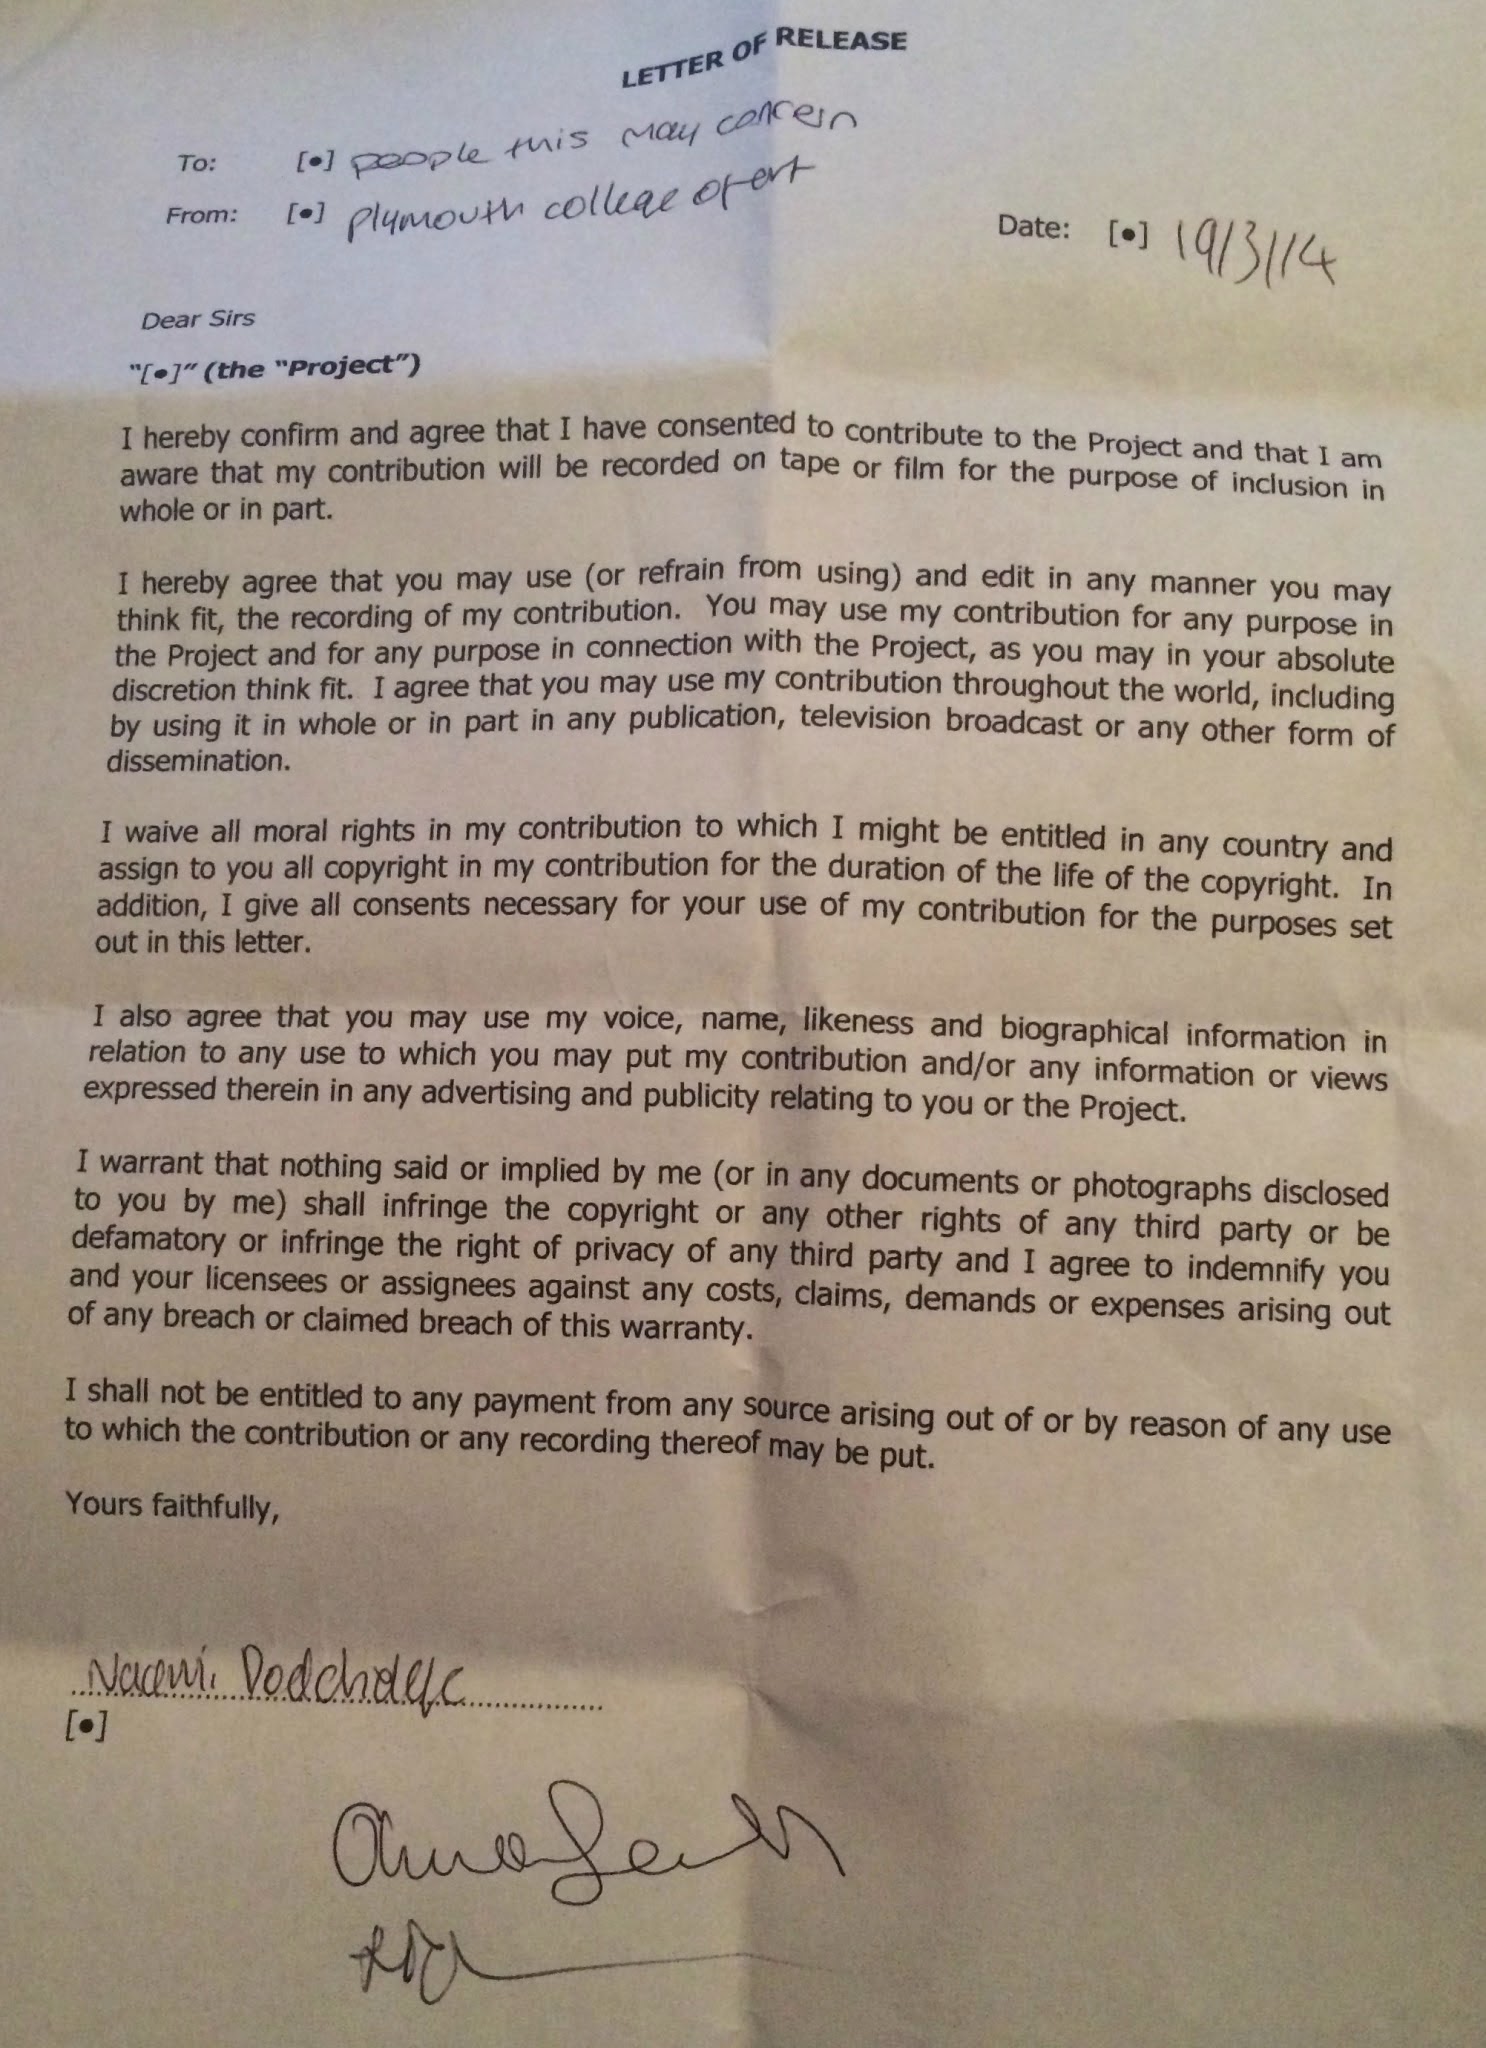 LETTER OF RELEASE
To: [•] people this may concern
From: [•] plymouth college of art
Date: [•] 19/3/14
Dear Sirs
"[•]" (the "Project")
I hereby confirm and agree that I have consented to contribute to the Project and that I am
aware that my contribution will be recorded on tape or film for the purpose of inclusion in
whole or in part.
I hereby agree that you may use (or refrain from using) and edit in any manner you may
think fit, the recording of my contribution. You may use my contribution for any purpose in
the Project and for any purpose in connection with the Project, as you may in your absolute
discretion think fit. I agree that you may use my contribution throughout the world, including
by using it in whole or in part in any publication, television broadcast or any other form of
dissemination.
I waive all moral rights in my contribution to which I might be entitled in any country and
assign to you all copyright in my contribution for the duration of the life of the copyright. In
addition, I give all consents necessary for your use of my contribution for the purposes set
out in this letter.
I also agree that you may use my voice, name, likeness and biographical information in
relation to any use to which you may put my contribution and/or any information or views
expressed therein in any advertising and publicity relating to you or the Project.
I warrant that nothing said or implied by me (or in any documents or photographs disclosed
to you by me) shall infringe the copyright or any other rights of any third party or be
defamatory or infringe the right of privacy of any third party and I agree to indemnify you
and your licensees or assignees against any costs, claims, demands or expenses arising out
of any breach or claimed breach of this warranty.
I shall not be entitled to any payment from any source arising out of or by reason of any use
to which the contribution or any recording thereof may be put.
Yours faithfully,
[•]